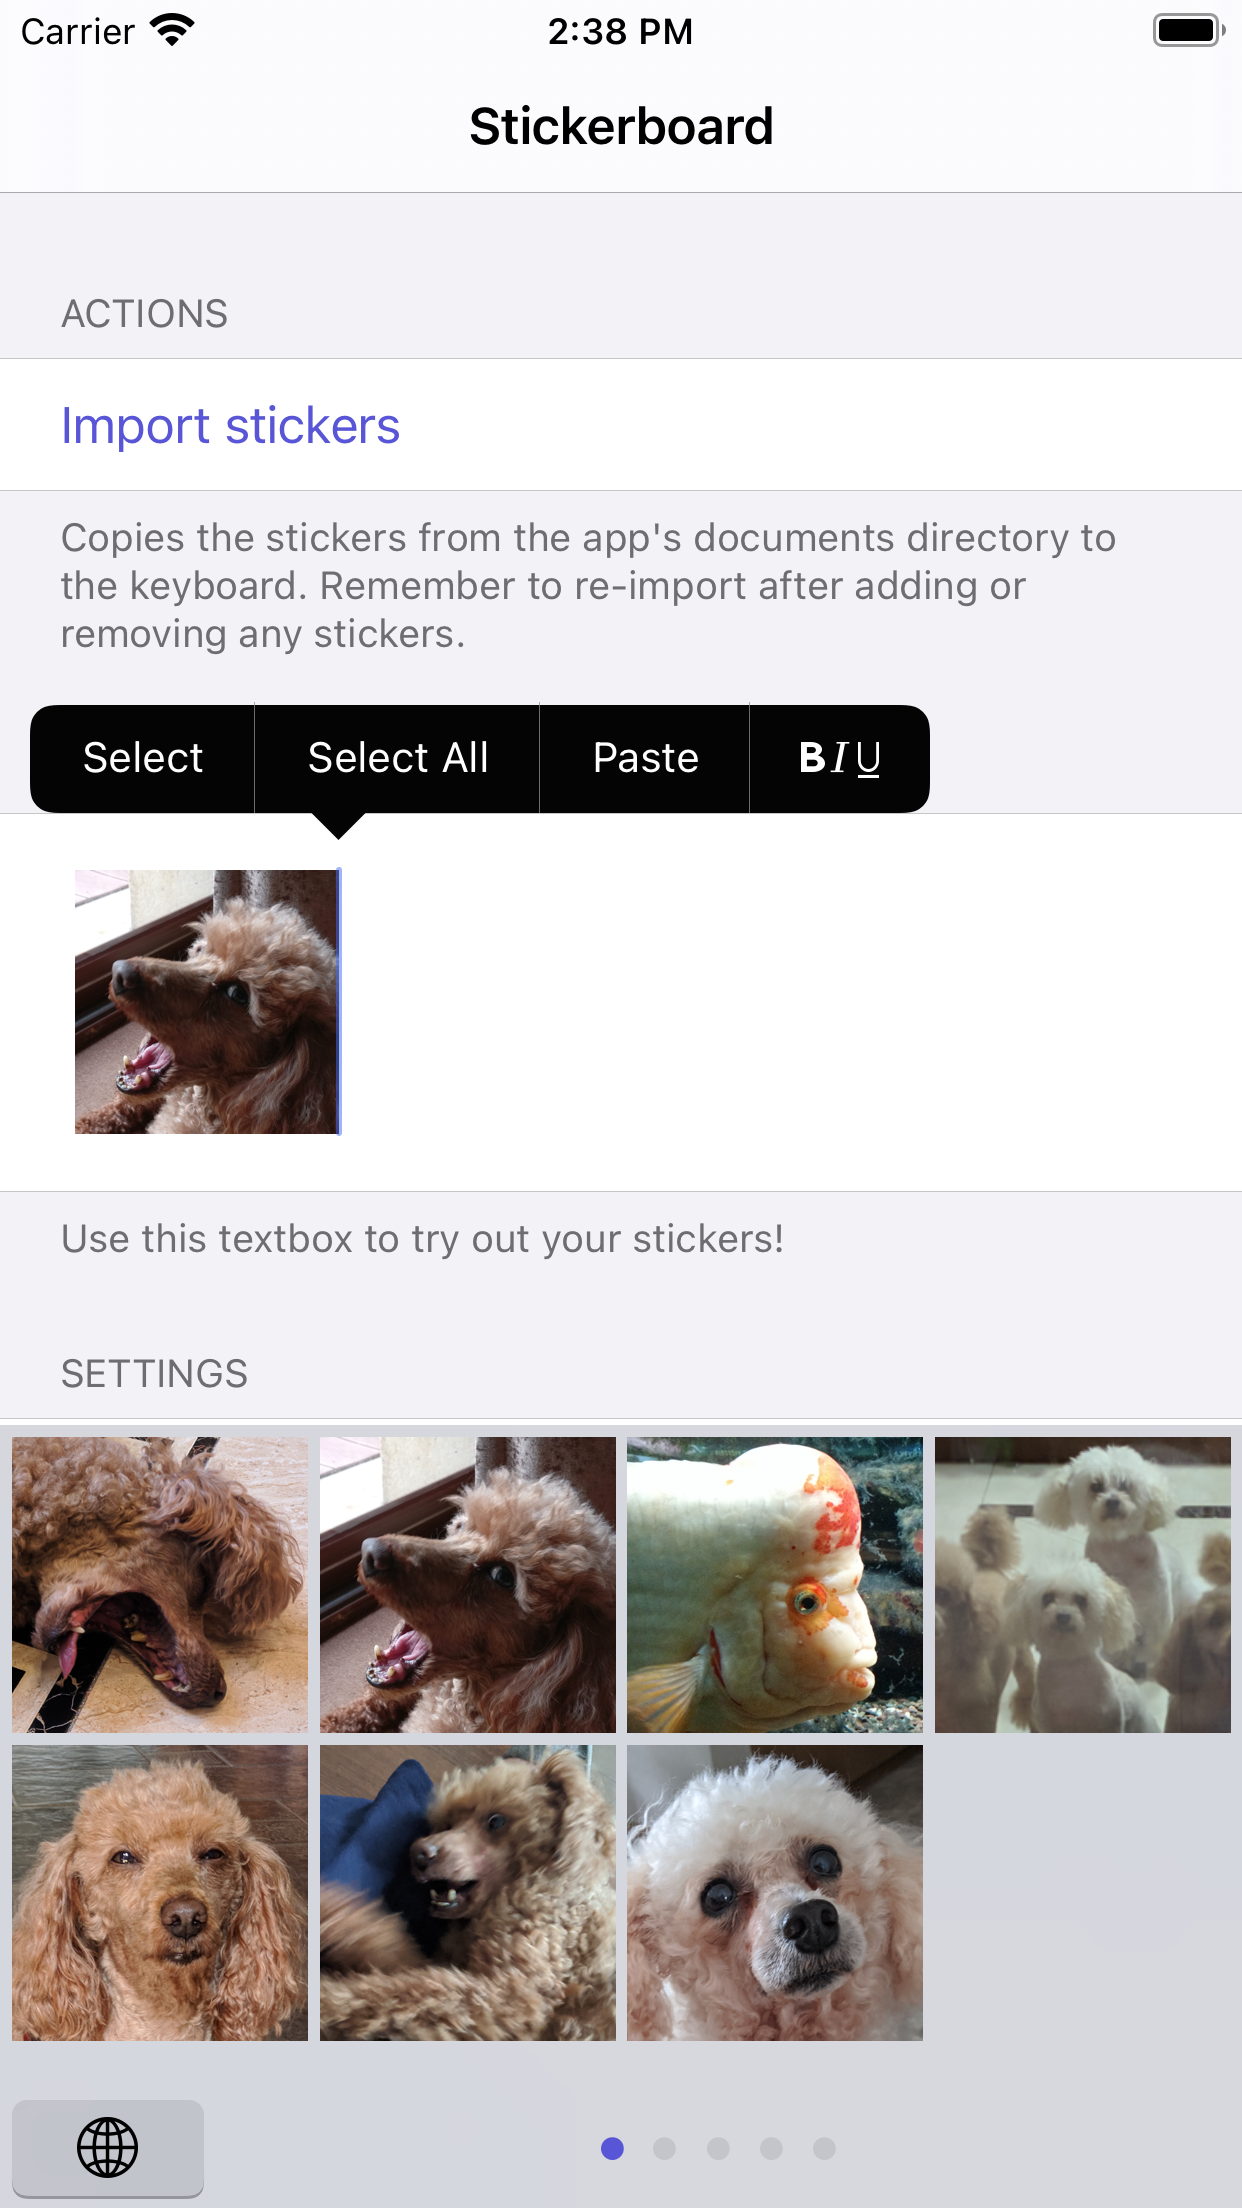 Carrier 2:38 PM
Stickerboard
ACTIONS
Import stickers
Copies the stickers from the app's documents directory to
the keyboard. Remember to re-import after adding or
removing any stickers.
Select Select All Paste BIU
Use this textbox to try out your stickers!
SETTINGS